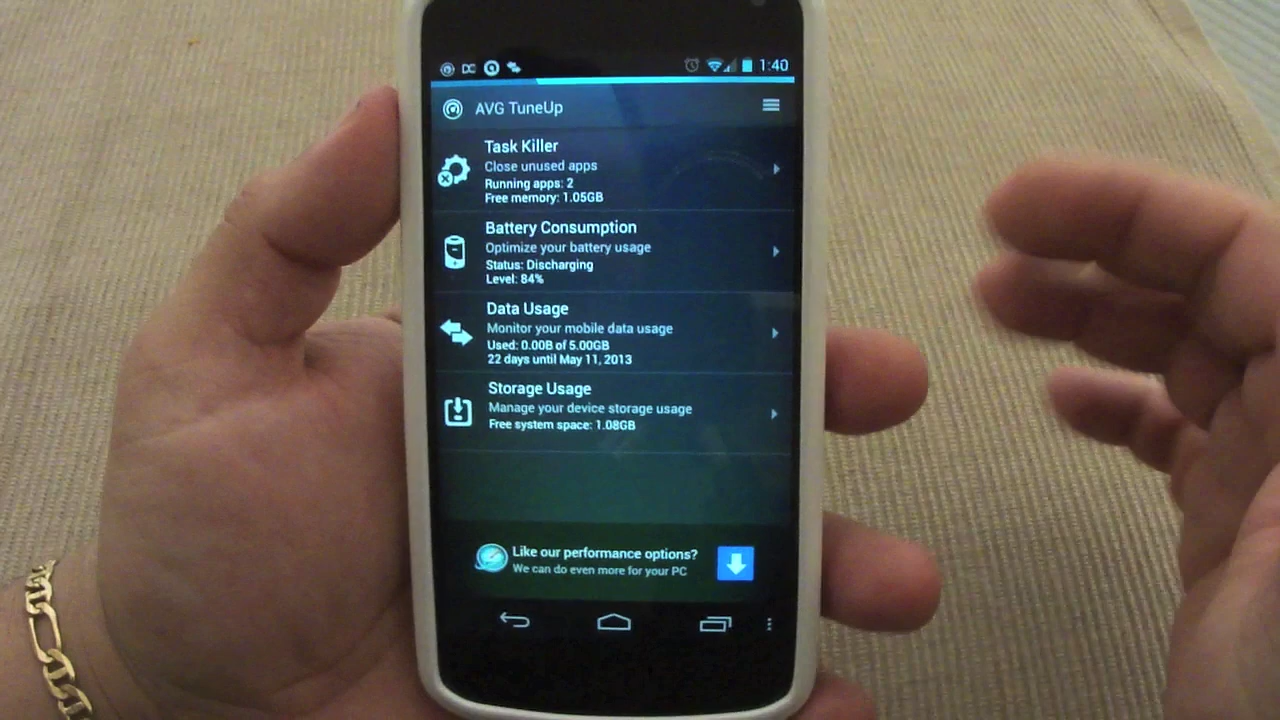 DC 1:40
AVG TuneUp
Task Killer
Close unused apps
Running apps: 2
Free memory: 1.05GB
Battery Consumption
Optimize your battery usage
Status: Discharging
Level: 84%
Data Usage
Monitor your mobile data usage
Used: 0.00B of 5.00GB
22 days until May 11, 2013
Storage Usage
Manage your device storage usage
Free system space: 1.08GB
Like our performance options?
We can do even more for your PC